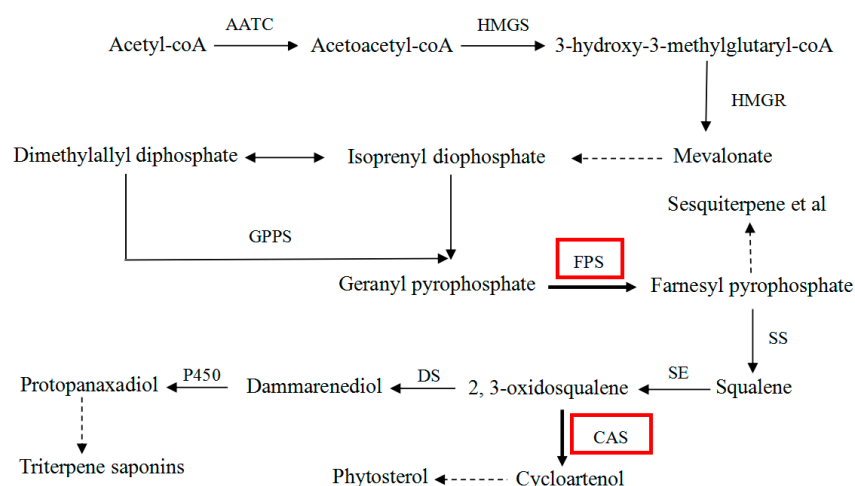 AATC
HMGS
Acetyl-coA
Acetoacetyl-coA
3-hydroxy-3-methylglutaryl-coA
HMGR
Dimethylallyl diphosphate
Isoprenyl diophosphate
Mevalonate
Sesquiterpene et al
GPPS
FPS
Geranyl pyrophosphate
Farnesyl pyrophosphate
SS
P450
DS
SE
Protopanaxadiol
Dammarenediol
2, 3-oxidosqualene
Squalene
CAS
Triterpene saponins
Phytosterol
Cycloartenol